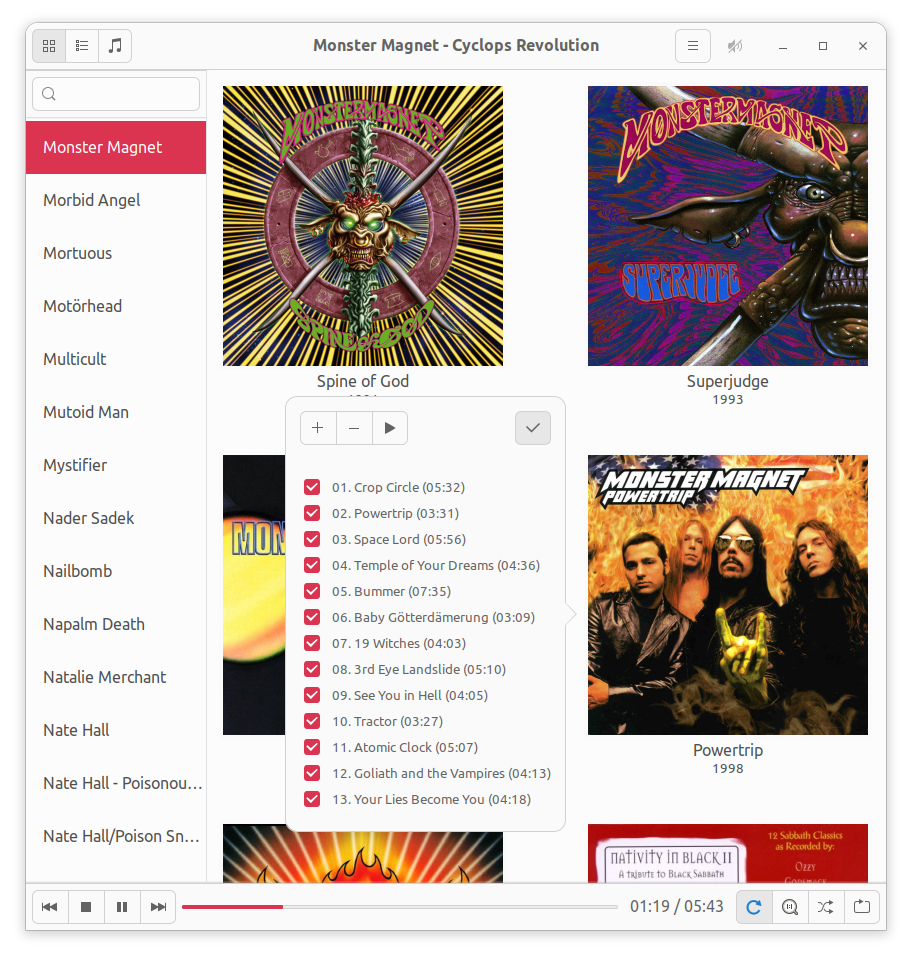 Monster Magnet - Cyclops Revolution
Monster Magnet
Morbid Angel
Mortuous
Motörhead
Multicult
Mutoid Man
Mystifier
Nader Sadek
Nailbomb
Napalm Death
Natalie Merchant
Nate Hall
Nate Hall - Poisonou…
Nate Hall/Poison Sn…
MONSTER MAGNET
SPINE OF GOD
Spine of God
MONSTER MAGNET
SUPERJUDGE
Superjudge
1993
01. Crop Circle (05:32)
02. Powertrip (03:31)
03. Space Lord (05:56)
04. Temple of Your Dreams (04:36)
05. Bummer (07:35)
06. Baby Götterdämerung (03:09)
07. 19 Witches (04:03)
08. 3rd Eye Landslide (05:10)
09. See You in Hell (04:05)
10. Tractor (03:27)
11. Atomic Clock (05:07)
12. Goliath and the Vampires (04:13)
13. Your Lies Become You (04:18)
MON
MONSTER MAGNET
POWERTRIP
Powertrip
1998
NATIVITY IN BLACK II
A TRIBUTE TO BLACK SABBATH
12 Sabbath Classics
as Recorded by:
OZZY
GODSMACK
01:19 / 05:43